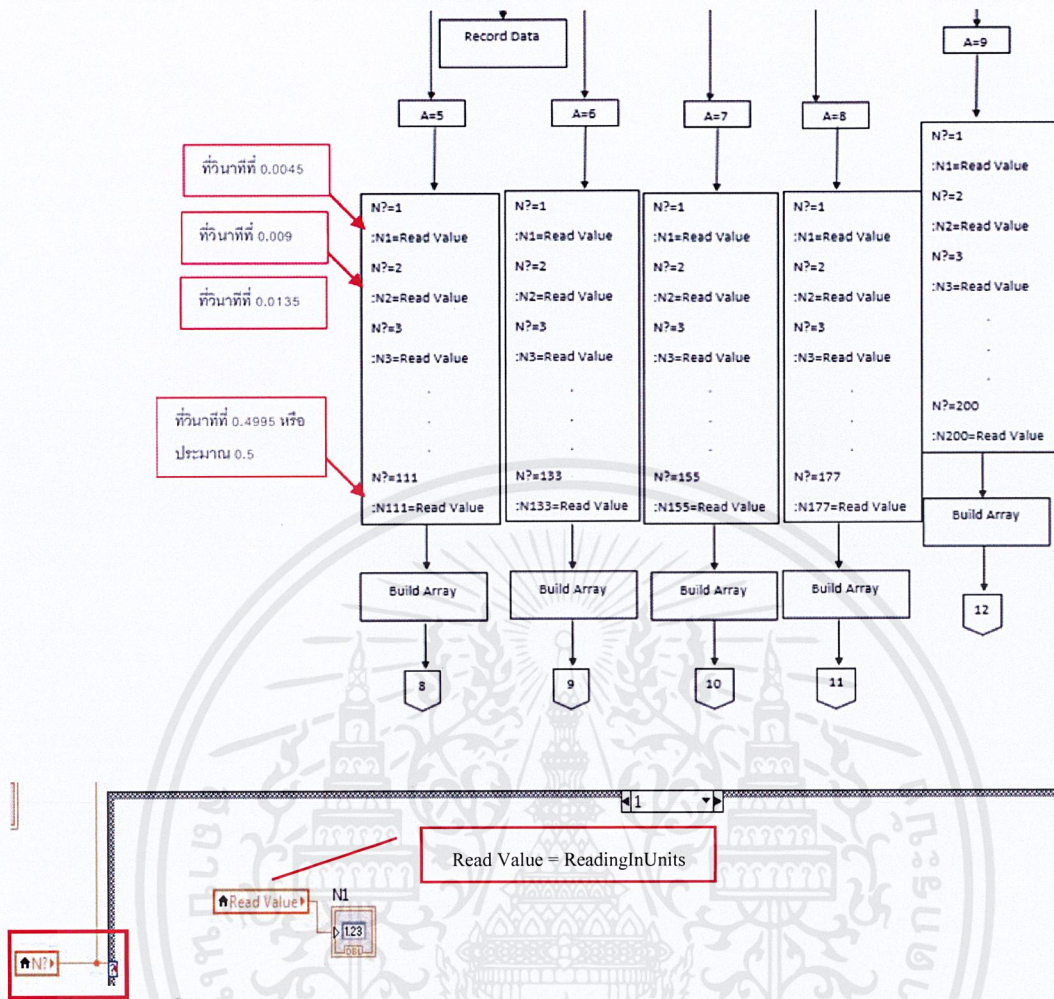 Record Data
A=5
A=6
A=7
A=8
A=9
ที่วินาทีที่ 0.0045
ที่วินาทีที่ 0.009
ที่วินาทีที่ 0.0135
ที่วินาทีที่ 0.4995 หรือ
ประมาณ 0.5
N?=1
:N1=Read Value
N?=2
:N2=Read Value
N?=3
:N3=Read Value
.
.
.
N?=111
:N111=Read Value
Build Array
8
N?=1
:N1=Read Value
N?=2
:N2=Read Value
N?=3
:N3=Read Value
.
.
.
N?=133
:N133=Read Value
Build Array
9
N?=1
:N1=Read Value
N?=2
:N2=Read Value
N?=3
:N3=Read Value
.
.
.
N?=155
:N155=Read Value
Build Array
10
N?=1
:N1=Read Value
N?=2
:N2=Read Value
N?=3
:N3=Read Value
.
.
.
N?=177
:N177=Read Value
Build Array
11
N?=1
:N1=Read Value
N?=2
:N2=Read Value
N?=3
:N3=Read Value
.
.
.
N?=200
:N200=Read Value
Build Array
12
1
Read Value = ReadingInUnits
Read Value
N1
1.23
DBL
N?